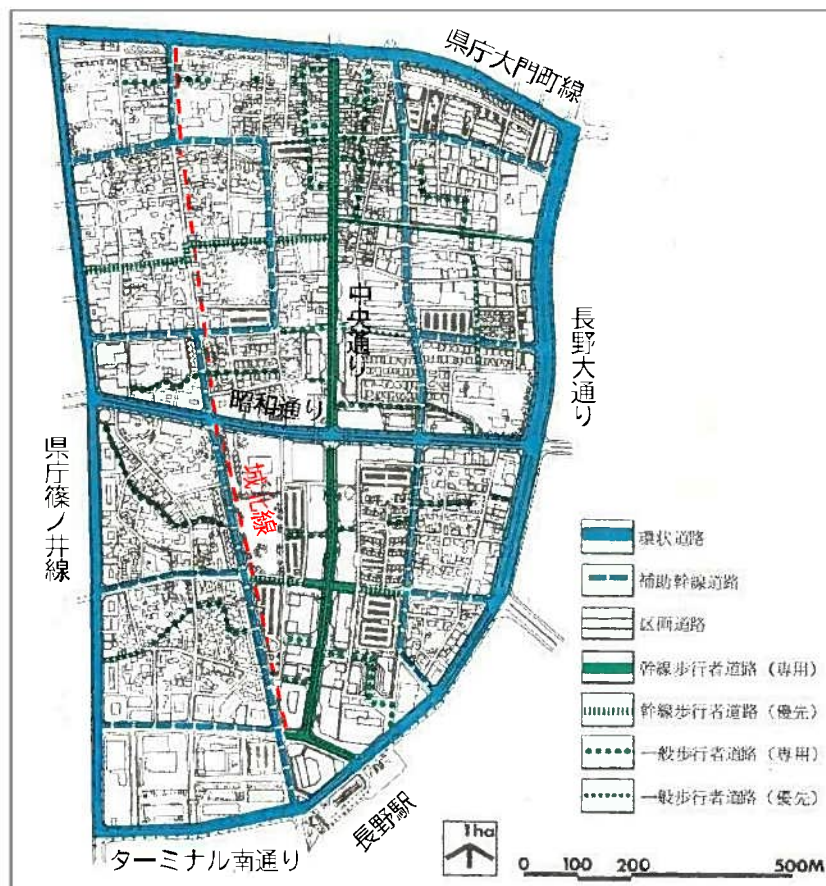 県庁大門町線
中央通り
長野大通り
昭和通り
県庁篠ノ井線
城北線
環状道路
補助幹線道路
区画道路
幹線歩行者道路(専用)
幹線歩行者道路(優先)
一般歩行者道路(専用)
一般歩行者道路(優先)
長野駅
ターミナル南通り
1ha
0 100 200 500M